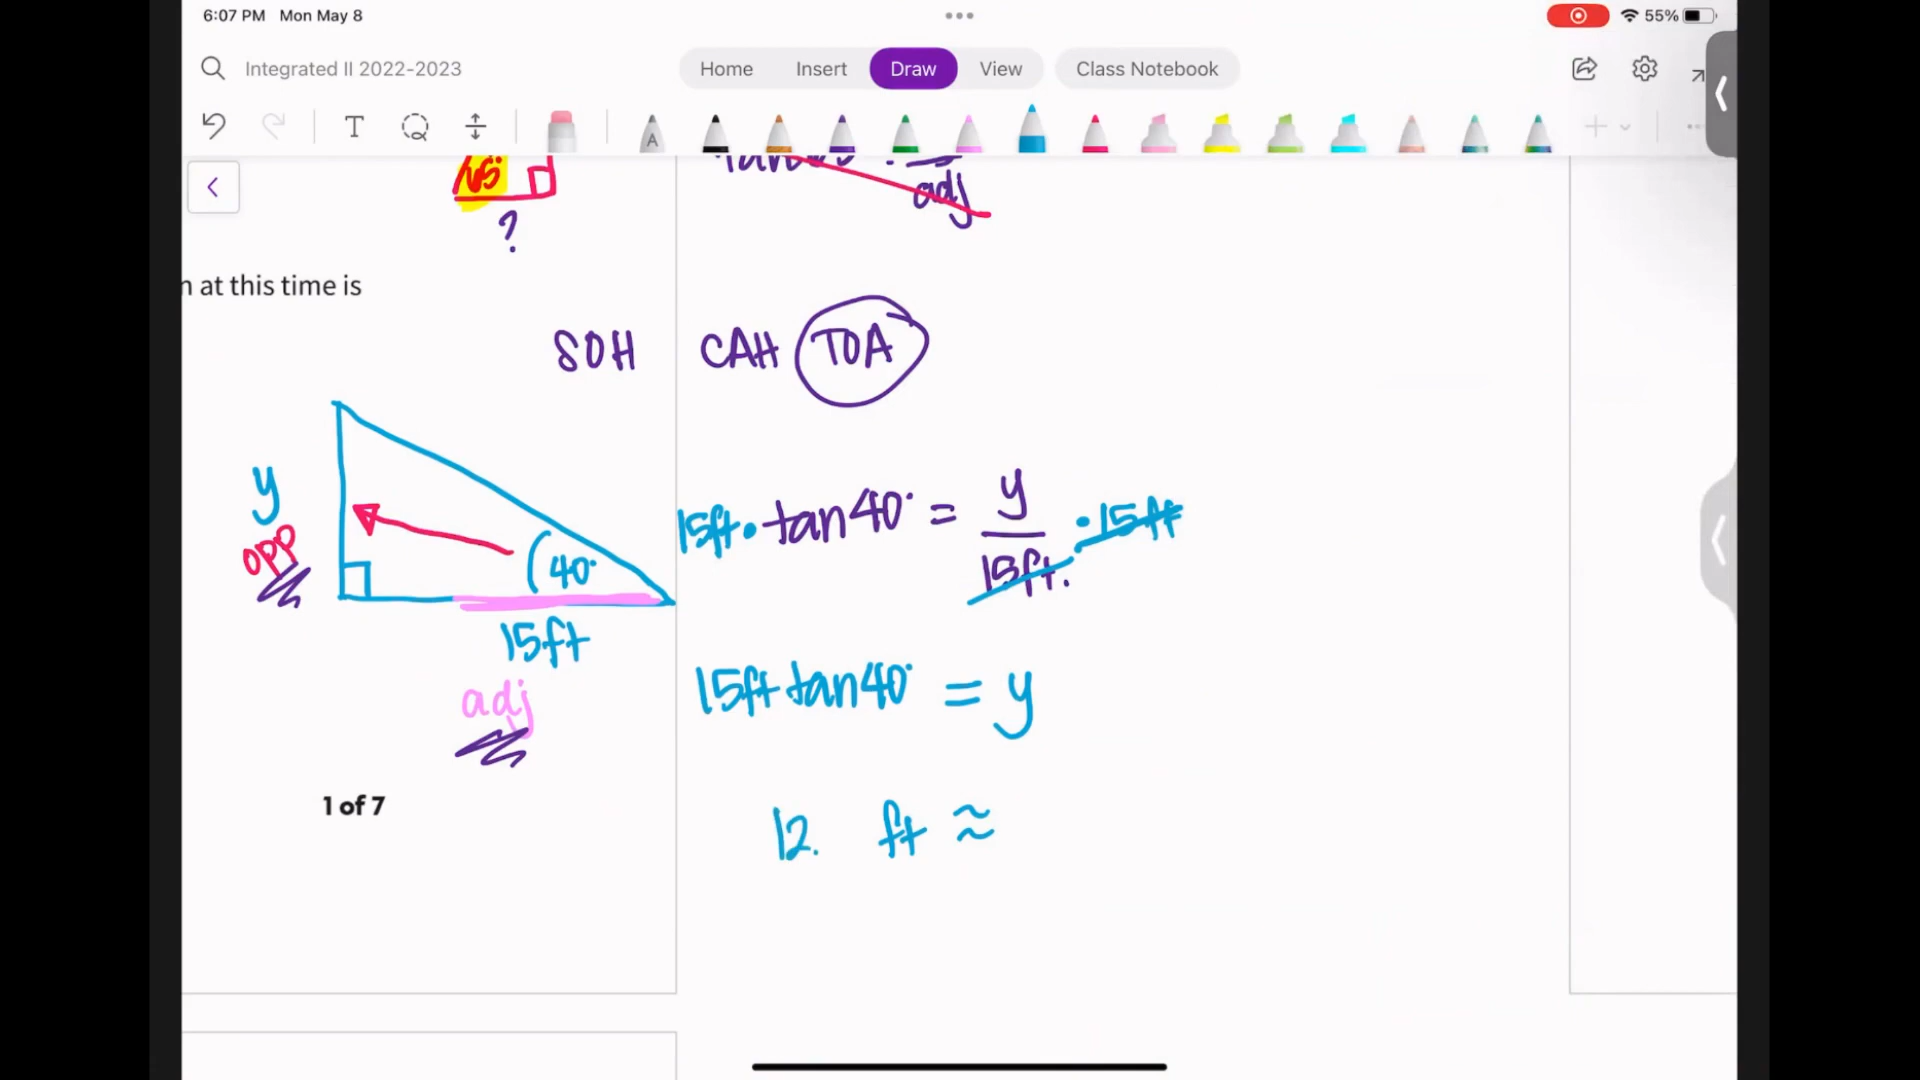 6:07 PM Mon May 8
55%
Integrated II 2022-2023
Home Insert Draw View Class Notebook
T
A
45°
?
adj
n at this time is
SOH CAH TOA
y
opp
40°
15ft
adj
15ft • tan 40° = y / 15ft. • 15ft
15ft tan 40° = y
12. ft ≈
1 of 7